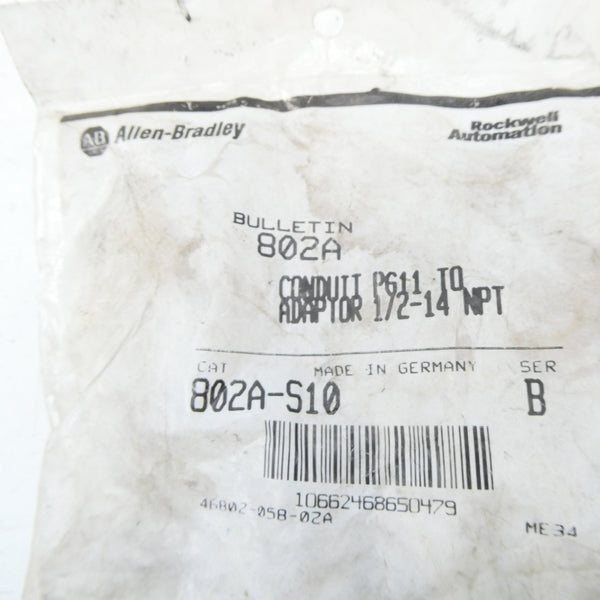 AB Allen-Bradley
Rockwell
Automation
BULLETIN
802A
CONDUIT PG11 TO
ADAPTOR 1/2-14 NPT
CAT MADE IN GERMANY SER
802A-S10 B
10662468650479
46802-058-02A
ME34